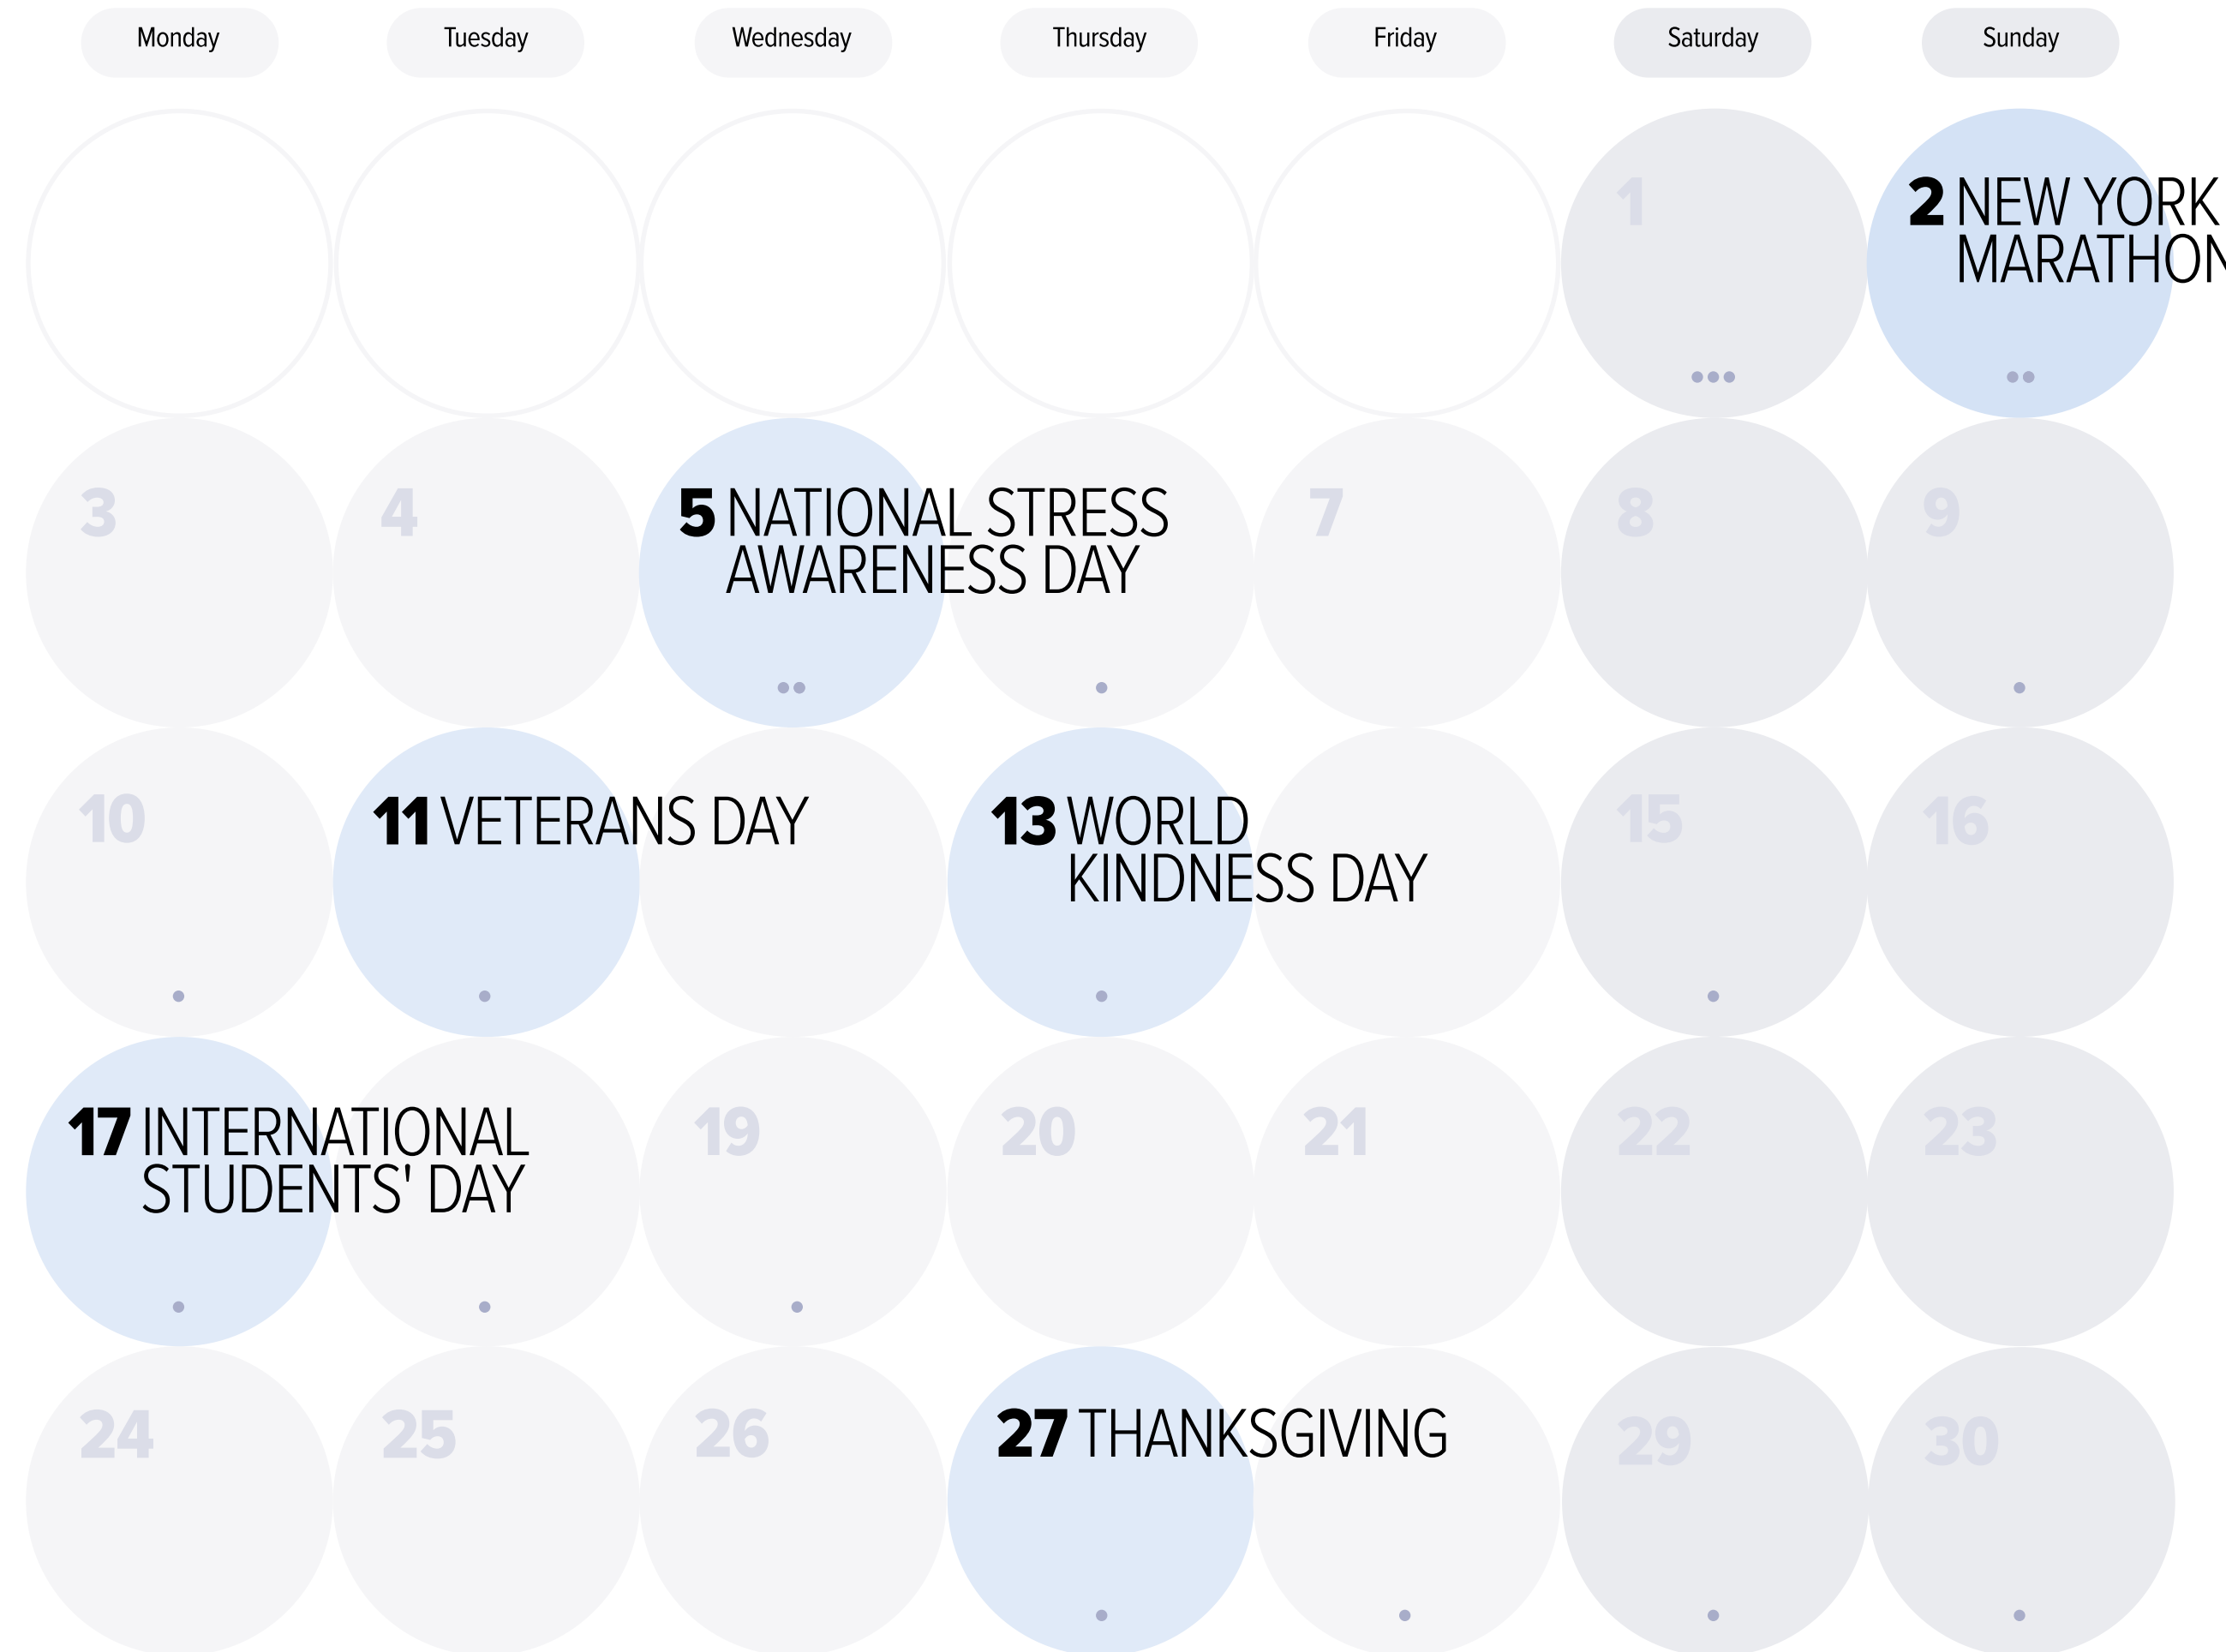 Monday Tuesday Wednesday Thursday Friday Saturday Sunday
1 2 NEW YORK
MARATHON
3 4 5 NATIONAL STRESS 7 8 9
AWARENESS DAY
10 11 VETERANS DAY 13 WORLD 15 16
KINDNESS DAY
17 INTERNATIONAL 19 20 21 22 23
STUDENTS' DAY
24 25 26 27 THANKSGIVING 29 30